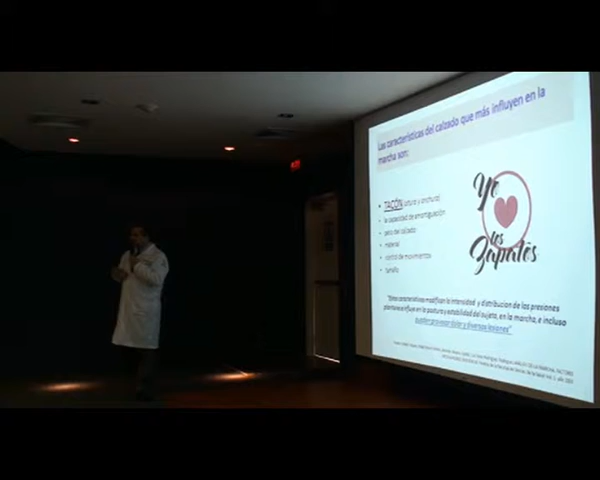 Las características del calzado que más influyen en la
marcha son:
• TACÓN (altura y anchura)
• la capacidad de amortiguación
• peso del calzado
• material
• control de movimientos
• tamaño
Yo
los
Zapatos
"Estas características modifican la intensidad y distribución de las presiones
plantares e influye en la postura y estabilidad del sujeto, en la marcha, e incluso
pueden provocar dolor y diversas lesiones"